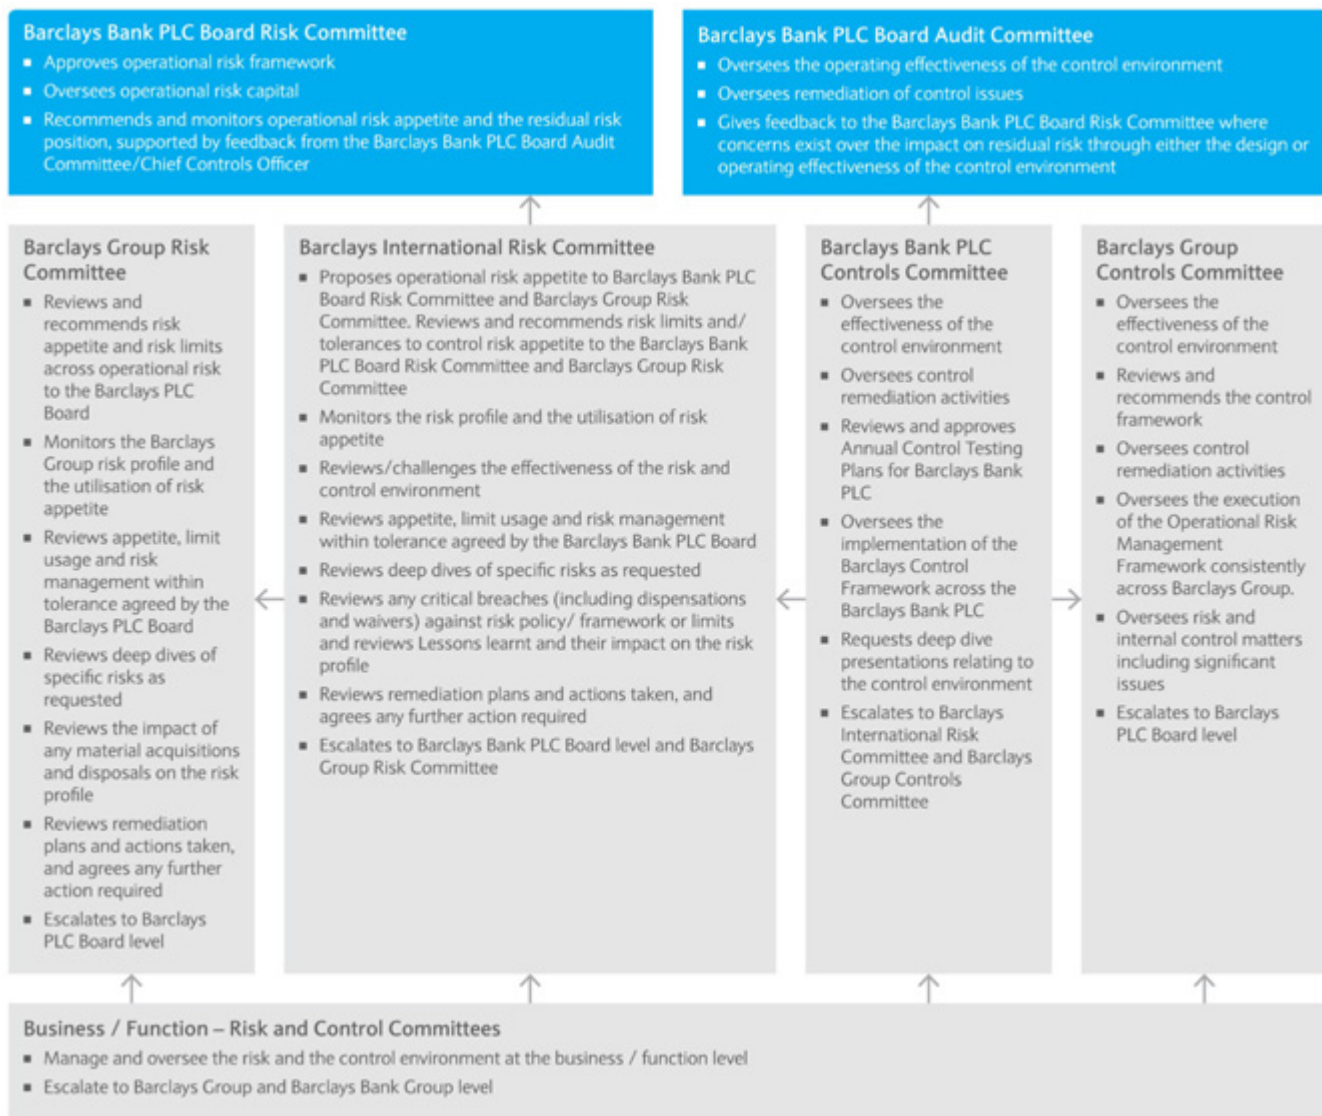 Barclays Bank PLC Board Risk Committee
▪ Approves operational risk framework
▪ Oversees operational risk capital
▪ Recommends and monitors operational risk appetite and the residual risk
position, supported by feedback from the Barclays Bank PLC Board Audit
Committee/Chief Controls Officer
Barclays Bank PLC Board Audit Committee
▪ Oversees the operating effectiveness of the control environment
▪ Oversees remediation of control issues
▪ Gives feedback to the Barclays Bank PLC Board Risk Committee where
concerns exist over the impact on residual risk through either the design or
operating effectiveness of the control environment
Barclays Group Risk
Committee
▪ Reviews and
recommends risk
appetite and risk limits
across operational risk
to the Barclays PLC
Board
▪ Monitors the Barclays
Group risk profile and
the utilisation of risk
appetite
▪ Reviews appetite, limit
usage and risk
management within
tolerance agreed by the
Barclays PLC Board
▪ Reviews deep dives of
specific risks as
requested
▪ Reviews the impact of
any material acquisitions
and disposals on the risk
profile
▪ Reviews remediation
plans and actions taken,
and agrees any further
action required
▪ Escalates to Barclays
PLC Board level
Barclays International Risk Committee
▪ Proposes operational risk appetite to Barclays Bank PLC
Board Risk Committee and Barclays Group Risk
Committee. Reviews and recommends risk limits and/
tolerances to control risk appetite to the Barclays Bank
PLC Board Risk Committee and Barclays Group Risk
Committee
▪ Monitors the risk profile and the utilisation of risk
appetite
▪ Reviews/challenges the effectiveness of the risk and
control environment
▪ Reviews appetite, limit usage and risk management
within tolerance agreed by the Barclays Bank PLC Board
▪ Reviews deep dives of specific risks as requested
▪ Reviews any critical breaches (including dispensations
and waivers) against risk policy/ framework or limits
and reviews Lessons learnt and their impact on the risk
profile
▪ Reviews remediation plans and actions taken, and
agrees any further action required
▪ Escalates to Barclays Bank PLC Board level and Barclays
Group Risk Committee
Barclays Bank PLC
Controls Committee
▪ Oversees the
effectiveness of the
control environment
▪ Oversees control
remediation activities
▪ Reviews and approves
Annual Control Testing
Plans for Barclays Bank
PLC
▪ Oversees the
implementation of the
Barclays Control
Framework across the
Barclays Bank PLC
▪ Requests deep dive
presentations relating to
the control environment
▪ Escalates to Barclays
International Risk
Committee and Barclays
Group Controls
Committee
Barclays Group
Controls Committee
▪ Oversees the
effectiveness of the
control environment
▪ Reviews and
recommends the control
framework
▪ Oversees control
remediation activities
▪ Oversees the execution
of the Operational Risk
Management
Framework consistently
across Barclays Group.
▪ Oversees risk and
internal control matters
including significant
issues
▪ Escalates to Barclays
PLC Board level
Business / Function – Risk and Control Committees
▪ Manage and oversee the risk and the control environment at the business / function level
▪ Escalate to Barclays Group and Barclays Bank Group level